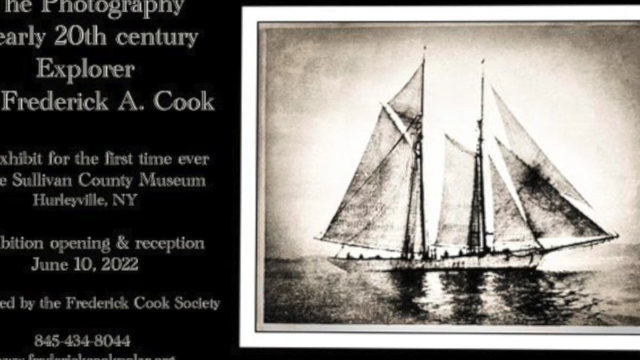 he Photography
early 20th century
Explorer
Frederick A. Cook
xhibit for the first time ever
e Sullivan County Museum
Hurleyville, NY
bition opening & reception
June 10, 2022
ed by the Frederick Cook Society
845-434-8044